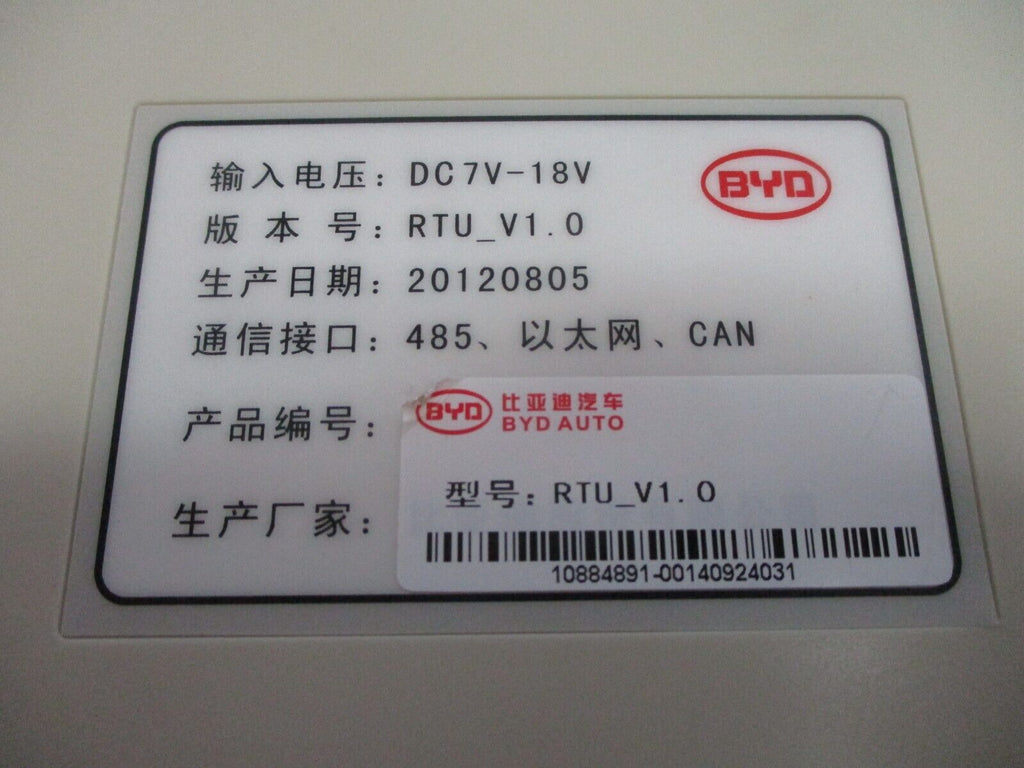 输入电压：DC7V-18V
BYD
版本号：RTU_V1.0
生产日期：20120805
通信接口：485、以太网、CAN
产品编号：
生产厂家：
BYD
比亚迪汽车
BYD AUTO
型号：RTU_V1.0
10884891-00140924031